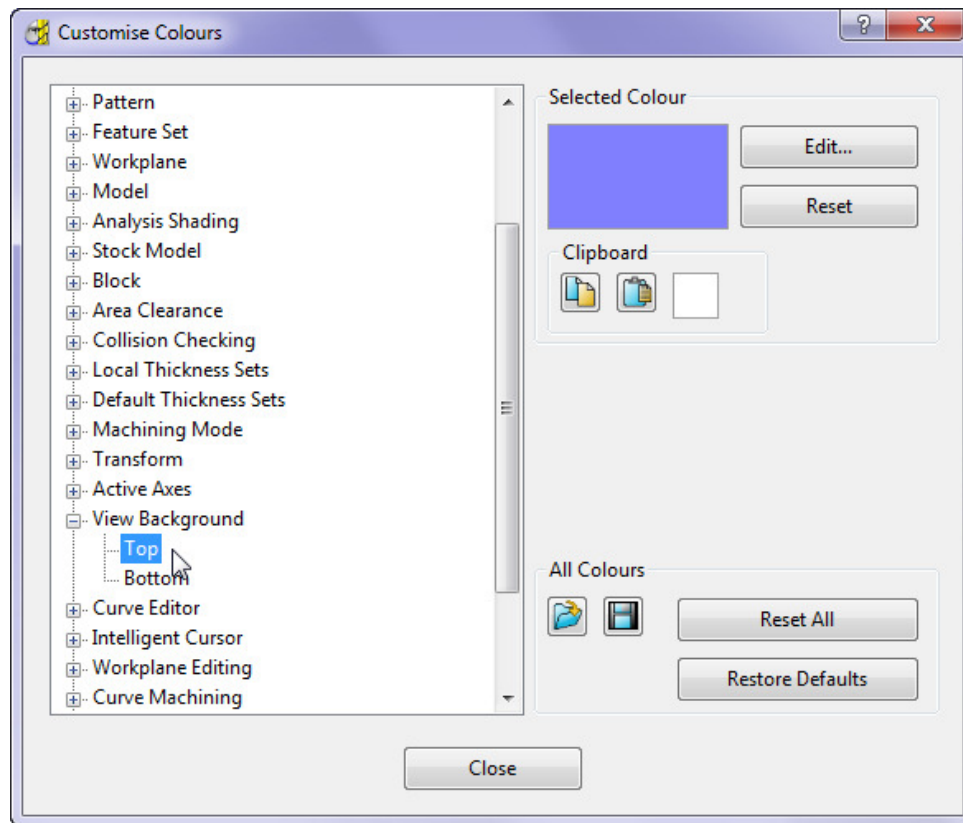 Customise Colours
Pattern
Feature Set
Workplane
Model
Analysis Shading
Stock Model
Block
Area Clearance
Collision Checking
Local Thickness Sets
Default Thickness Sets
Machining Mode
Transform
Active Axes
View Background
Top
Bottom
Curve Editor
Intelligent Cursor
Workplane Editing
Curve Machining
Selected Colour
Edit...
Reset
Clipboard
All Colours
Reset All
Restore Defaults
Close